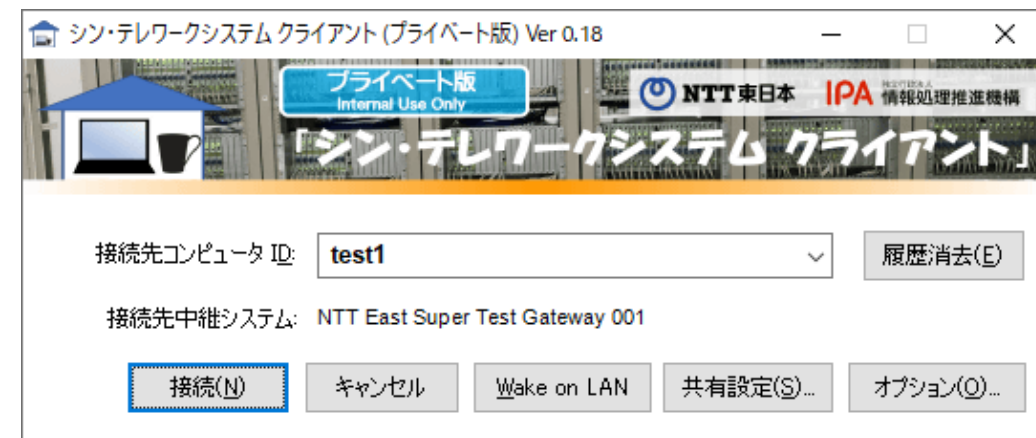 シン・テレワークシステム クライアント (プライベート版) Ver 0.18
プライベート版
Internal Use Only
NTT東日本
IPA 独立行政法人
情報処理推進機構
「シン・テレワークシステム クライアント」
接続先コンピュータ ID:
test1
履歴消去(E)
接続先中継システム:
NTT East Super Test Gateway 001
接続(N)
キャンセル
Wake on LAN
共有設定(S)...
オプション(O)...